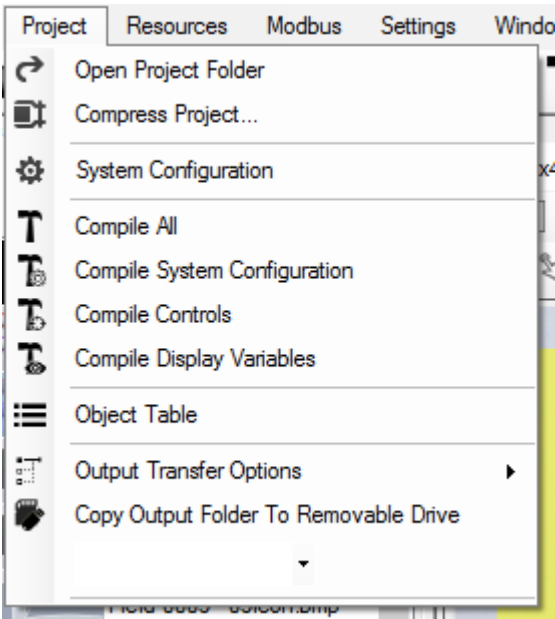 Project Resources Modbus Settings
Open Project Folder
Compress Project...
System Configuration
Compile All
Compile System Configuration
Compile Controls
Compile Display Variables
Object Table
Output Transfer Options
Copy Output Folder To Removable Drive